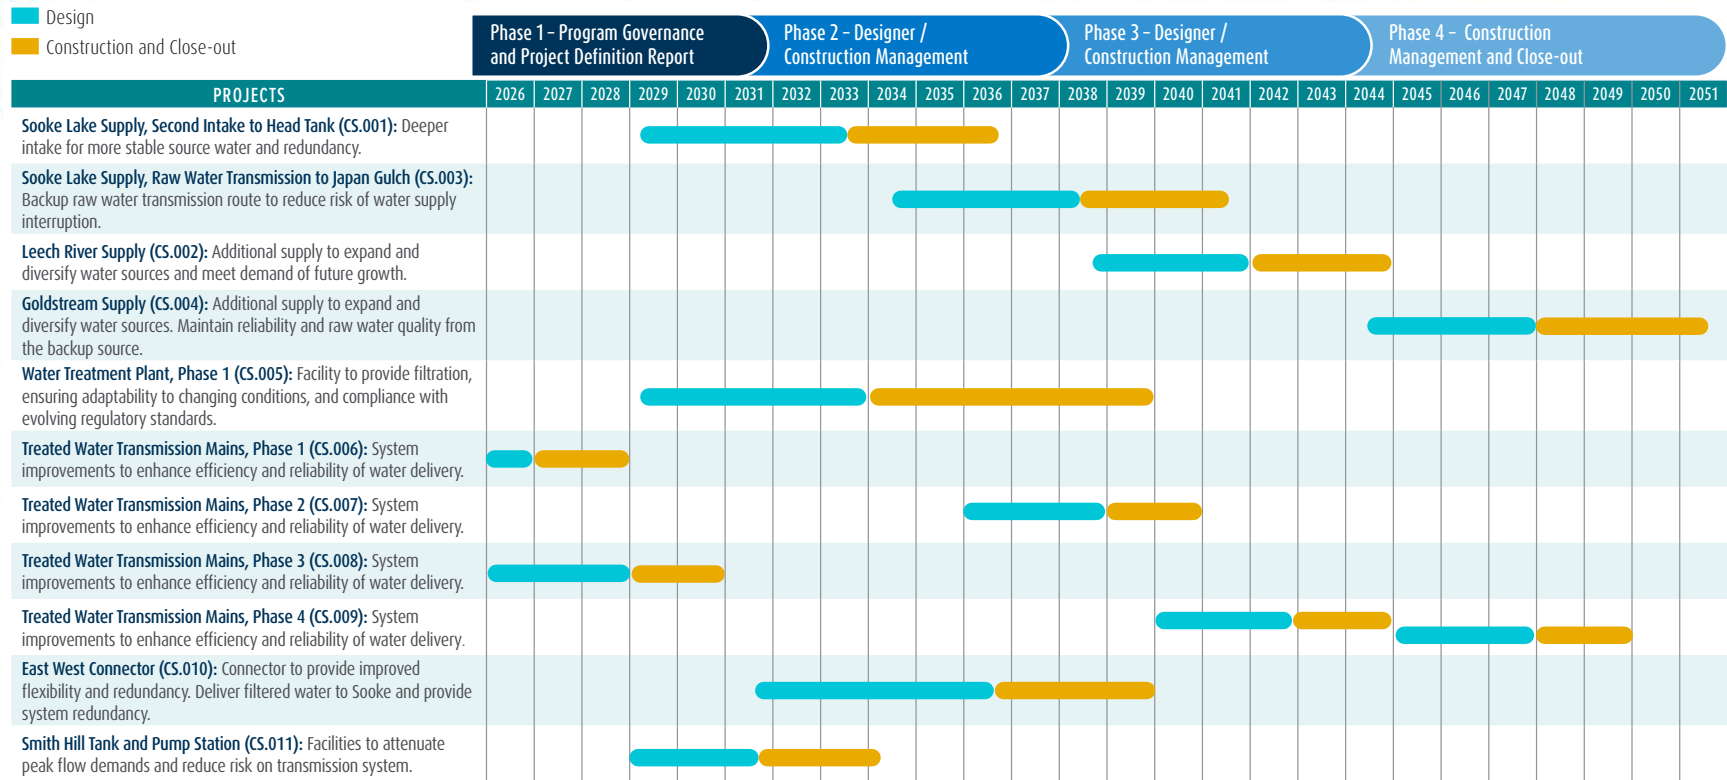 Design
Construction and Close-out
Phase 1 – Program Governance
and Project Definition Report
Phase 2 – Designer /
Construction Management
Phase 3 – Designer /
Construction Management
Phase 4 – Construction
Management and Close-out
PROJECTS 2026 2027 2028 2029 2030 2031 2032 2033 2034 2035 2036 2037 2038 2039 2040 2041 2042 2043 2044 2045 2046 2047 2048 2049 2050 2051
Sooke Lake Supply, Second Intake to Head Tank (CS.001): Deeper
intake for more stable source water and redundancy.
Sooke Lake Supply, Raw Water Transmission to Japan Gulch (CS.003):
Backup raw water transmission route to reduce risk of water supply
interruption.
Leech River Supply (CS.002): Additional supply to expand and
diversify water sources and meet demand of future growth.
Goldstream Supply (CS.004): Additional supply to expand and
diversify water sources. Maintain reliability and raw water quality from
the backup source.
Water Treatment Plant, Phase 1 (CS.005): Facility to provide filtration,
ensuring adaptability to changing conditions, and compliance with
evolving regulatory standards.
Treated Water Transmission Mains, Phase 1 (CS.006): System
improvements to enhance efficiency and reliability of water delivery.
Treated Water Transmission Mains, Phase 2 (CS.007): System
improvements to enhance efficiency and reliability of water delivery.
Treated Water Transmission Mains, Phase 3 (CS.008): System
improvements to enhance efficiency and reliability of water delivery.
Treated Water Transmission Mains, Phase 4 (CS.009): System
improvements to enhance efficiency and reliability of water delivery.
East West Connector (CS.010): Connector to provide improved
flexibility and redundancy. Deliver filtered water to Sooke and provide
system redundancy.
Smith Hill Tank and Pump Station (CS.011): Facilities to attenuate
peak flow demands and reduce risk on transmission system.